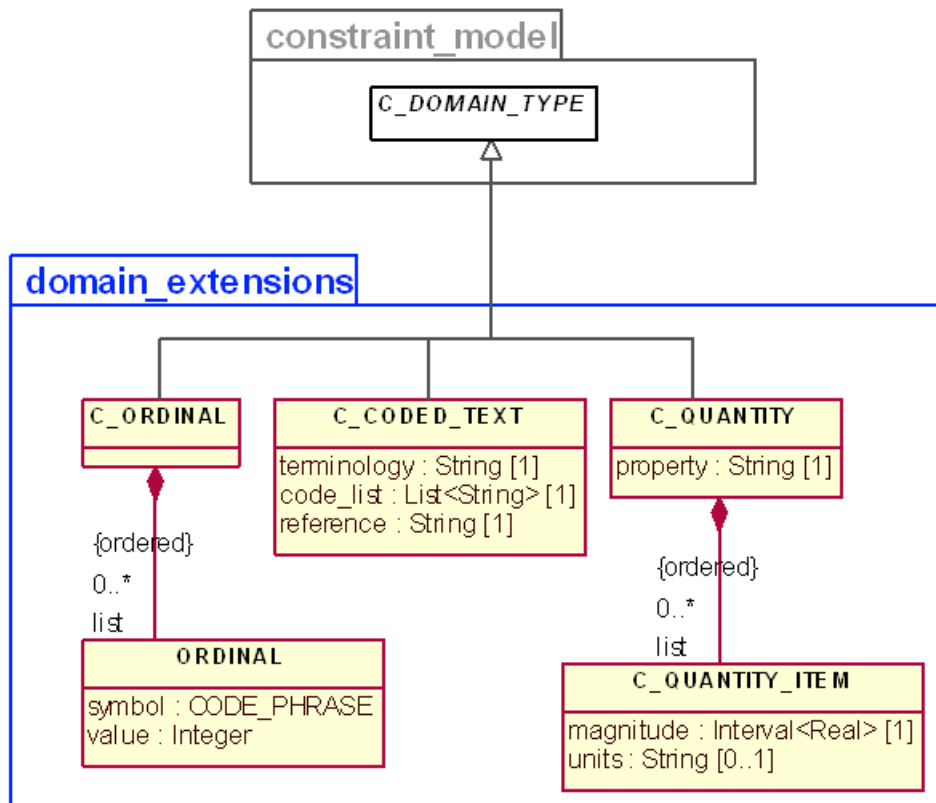 constraint_model
C_DOMAIN_TYPE
domain_extensions
C_ORDINAL
C_CODED_TEXT
terminology : String [1]
code_list : List<String> [1]
reference : String [1]
C_QUANTITY
property : String [1]
{ordered}
0..*
list
{ordered}
0..*
list
ORDINAL
symbol : CODE_PHRASE
value : Integer
C_QUANTITY_ITEM
magnitude : Interval<Real> [1]
units : String [0..1]